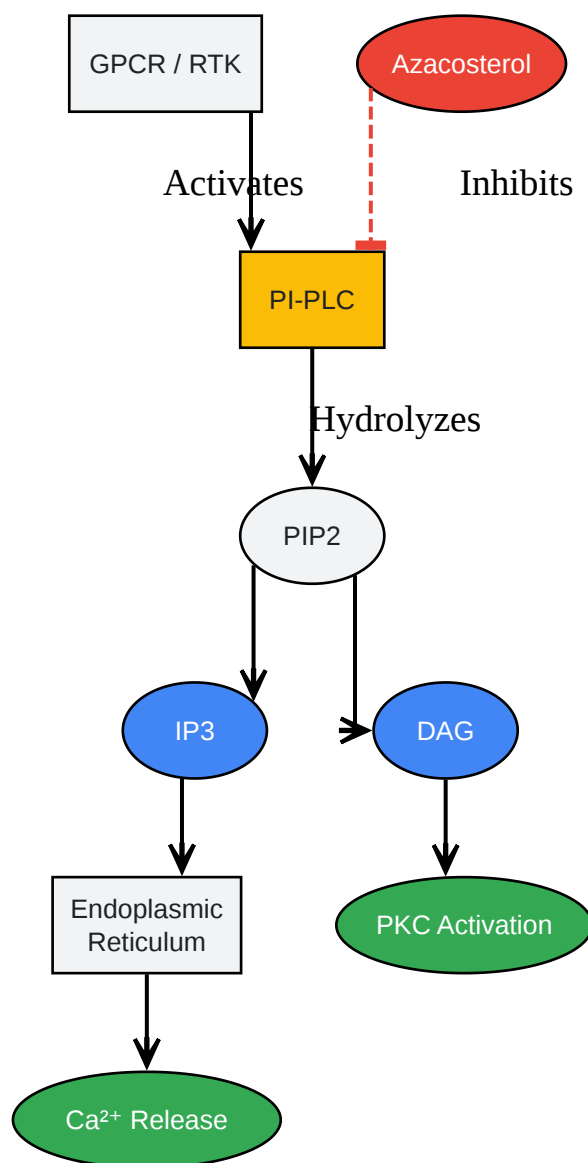 GPCR / RTK
Azacosterol
Activates
Inhibits
PI-PLC
Hydrolyzes
PIP2
IP3
DAG
Endoplasmic
Reticulum
PKC Activation
Ca²⁺ Release